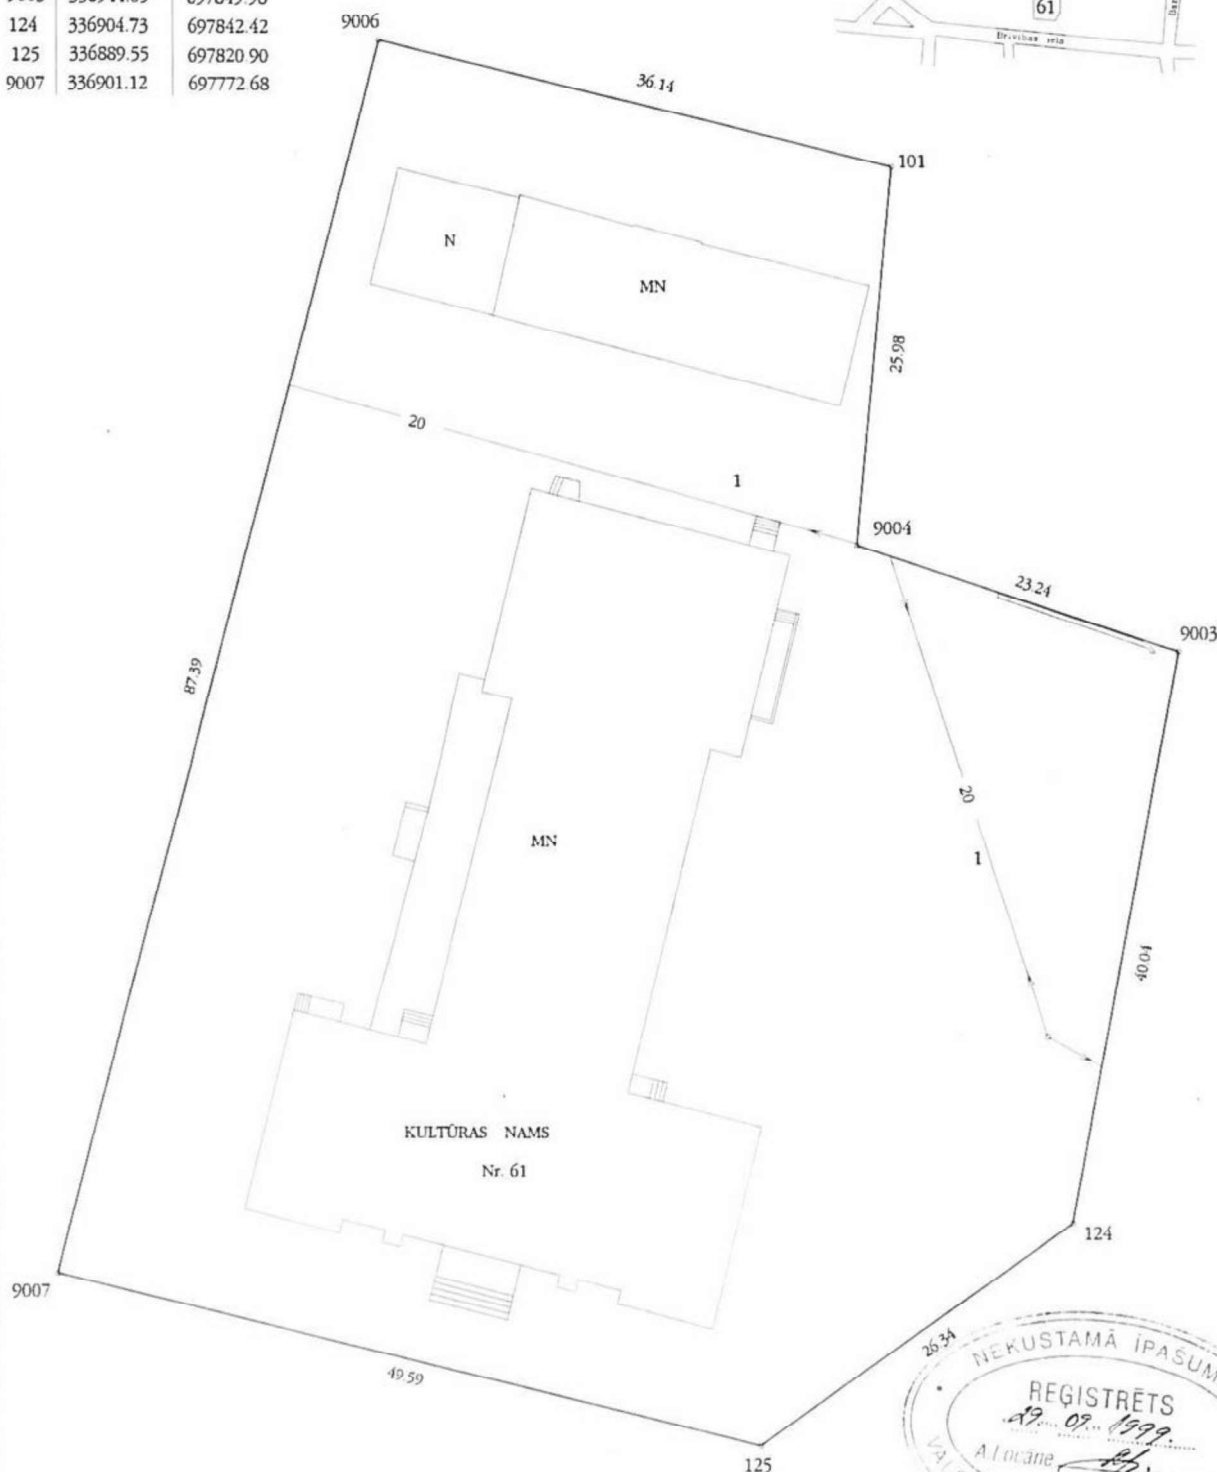 124 336904.73 697842.42
125 336889.55 697820.90
9007 336901.12 697772.68
61
Brīvības iela
9006
36.14
101
N
MN
25.98
20
1
9004
23.24
9003
87.39
MN
20
1
40.04
KULTŪRAS NAMS
Nr. 61
124
9007
26.34
49.59
125
NEKUSTAMĀ ĪPAŠUM
REĢISTRĒTS
29. 09. 1999.